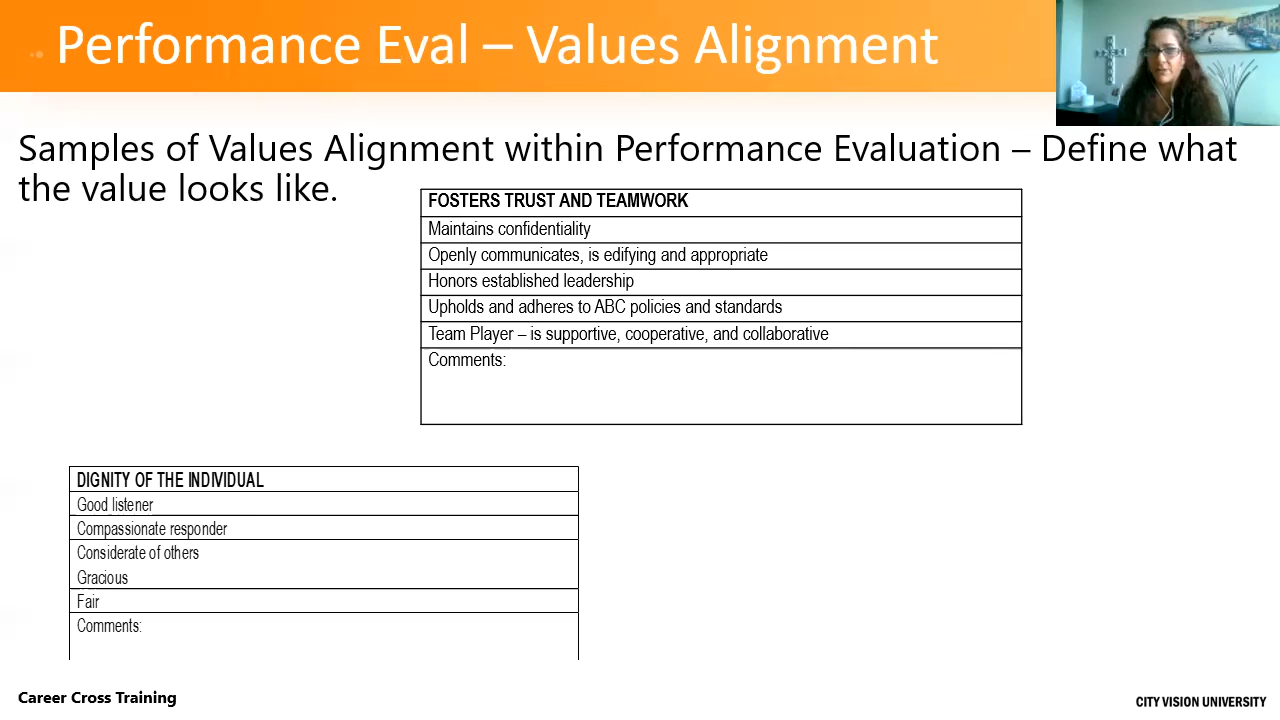 Performance Eval – Values Alignment
Samples of Values Alignment within Performance Evaluation – Define what
the value looks like.
FOSTERS TRUST AND TEAMWORK
Maintains confidentiality
Openly communicates, is edifying and appropriate
Honors established leadership
Upholds and adheres to ABC policies and standards
Team Player – is supportive, cooperative, and collaborative
Comments:
DIGNITY OF THE INDIVIDUAL
Good listener
Compassionate responder
Considerate of others
Gracious
Fair
Comments:
Career Cross Training
CITY VISION UNIVERSITY